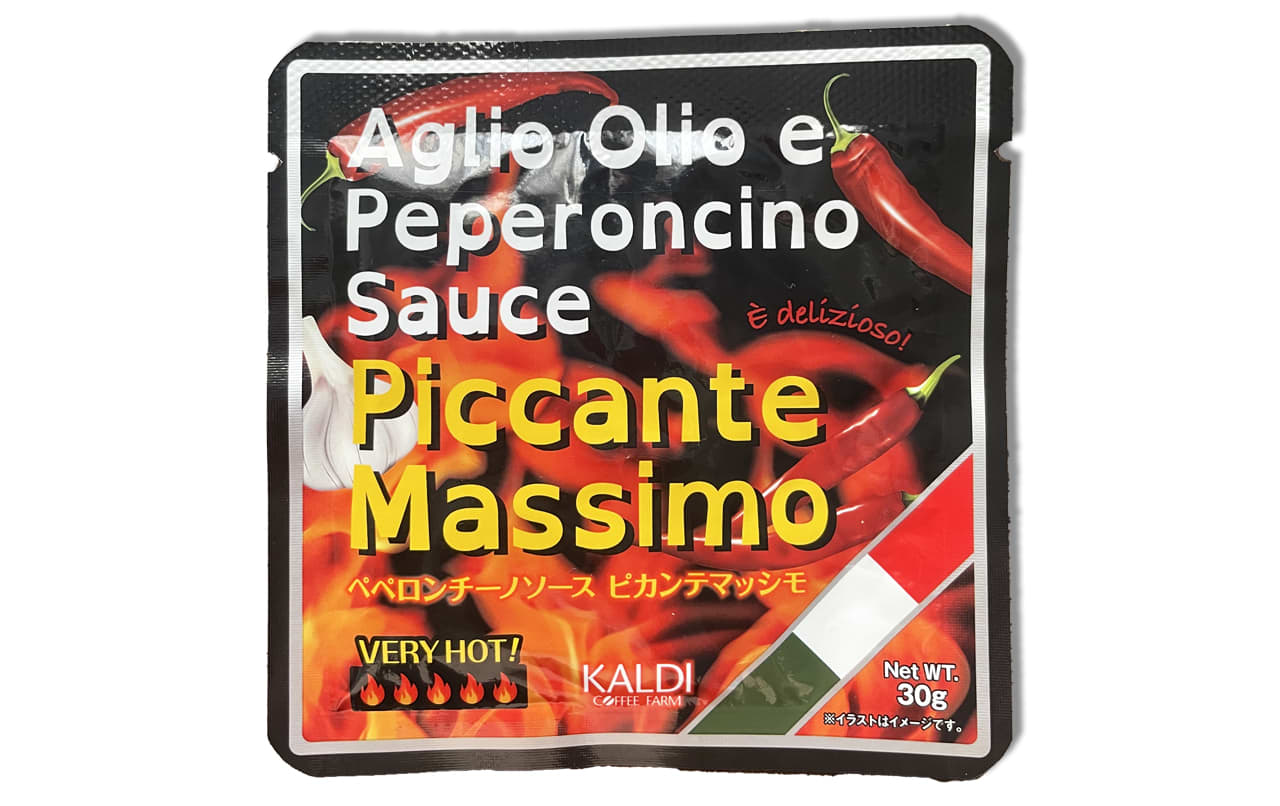 Aglio Olio e
Peperoncino
Sauce
È delizioso!
Piccante
Massimo
ペペロンチーノソース ピカンテマッシモ
VERY HOT!
KALDI
COFFEE FARM
Net WT.
30g
※イラストはイメージです。